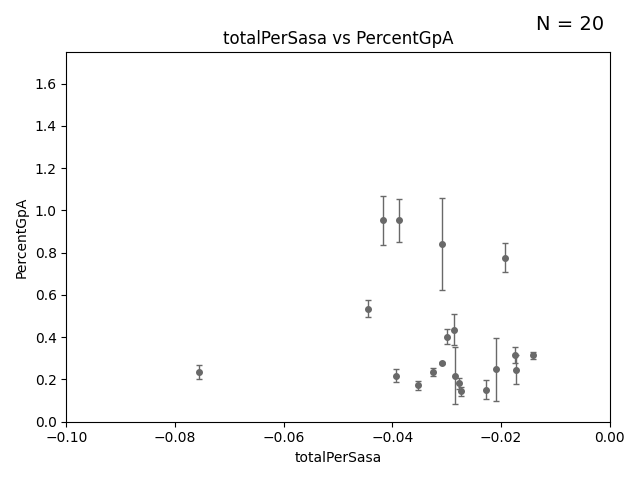 N = 20
totalPerSasa vs PercentGpA
PercentGpA
1.6
1.4
1.2
1.0
0.8
0.6
0.4
0.2
0.0
−0.10 −0.08 −0.06 −0.04 −0.02 0.00
totalPerSasa